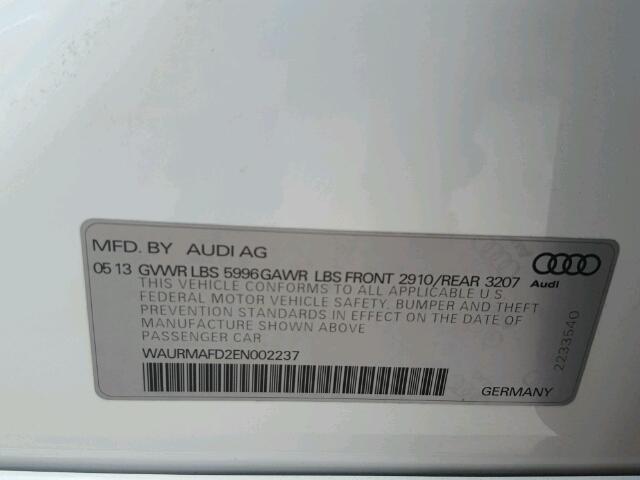 MFD. BY AUDI AG
05 13 GVWR LBS 5996 GAWR LBS FRONT 2910/REAR 3207
THIS VEHICLE CONFORMS TO ALL APPLICABLE U S
FEDERAL MOTOR VEHICLE SAFETY, BUMPER AND THEFT
PREVENTION STANDARDS IN EFFECT ON THE DATE OF
MANUFACTURE SHOWN ABOVE
PASSENGER CAR
WAURMAFD2EN002237
Audi
2233540
GERMANY